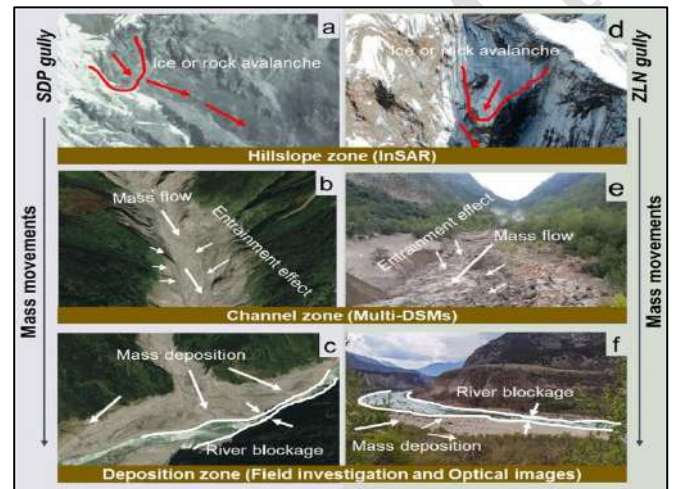 SDP gully
Mass movements
a
Ice or rock avalanche
d
Ice or rock avalanche
Hillslope zone (InSAR)
b
Mass flow
Entrainment effect
e
Entrainment effect
Mass flow
Channel zone (Multi-DSMs)
c
Mass deposition
River blockage
f
River blockage
Mass deposition
Deposition zone (Field investigation and Optical images)
ZLN gully
Mass movements